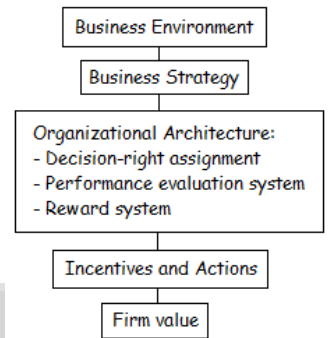 Business Environment
Business Strategy
Organizational Architecture:
- Decision-right assignment
- Performance evaluation system
- Reward system
Incentives and Actions
Firm value